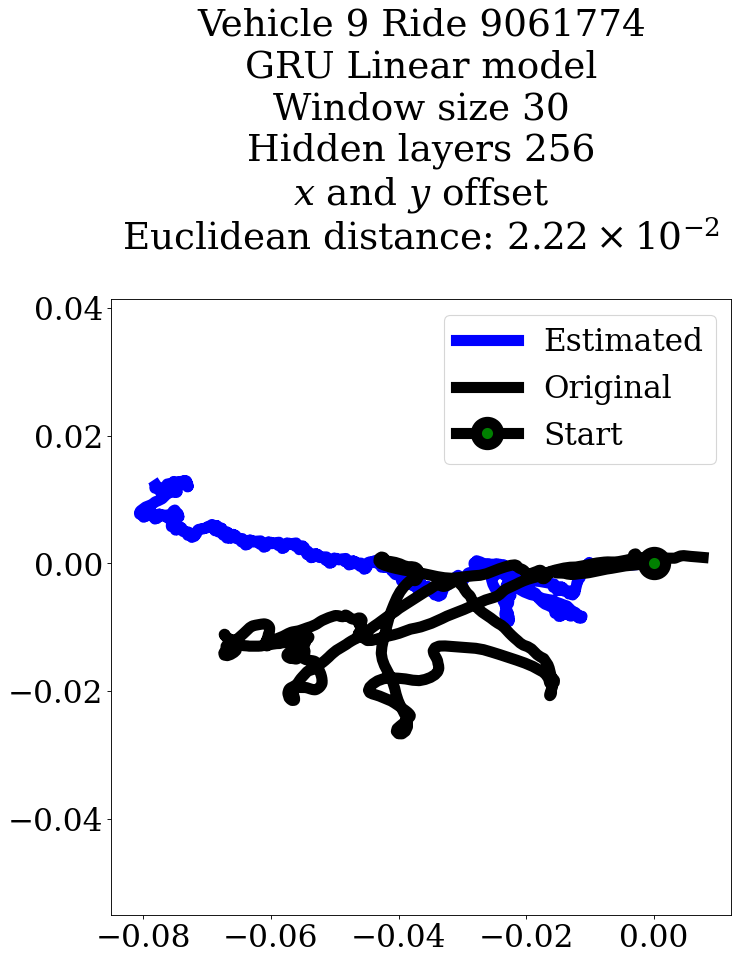 Vehicle 9 Ride 9061774
GRU Linear model
Window size 30
Hidden layers 256
x and y offset
Euclidean distance: 2.22 × 10⁻²
0.04
0.02
0.00
−0.02
−0.04
Estimated
Original
Start
−0.08 −0.06 −0.04 −0.02 0.00